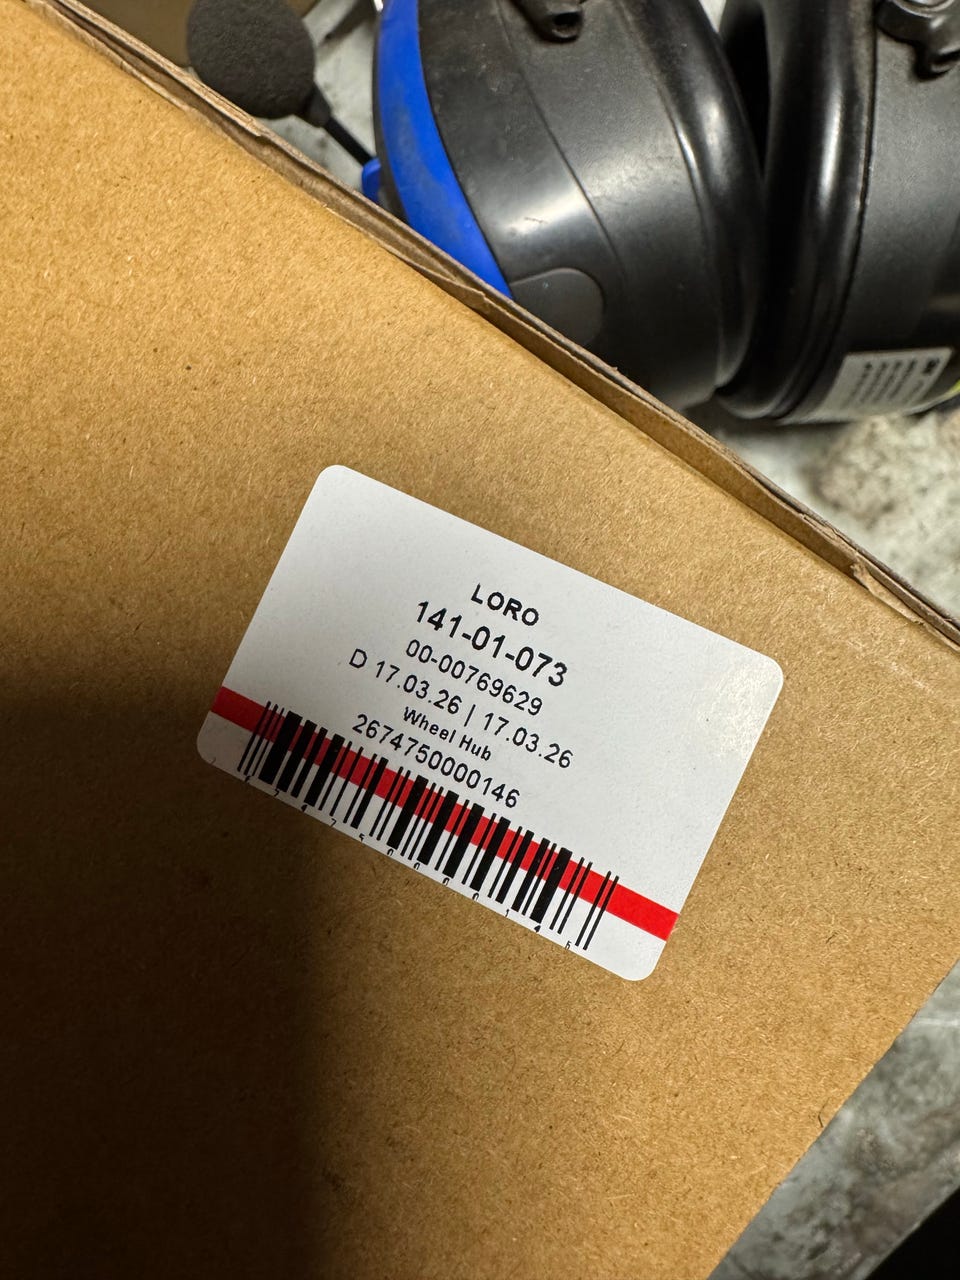 LORO
141-01-073
00-00769629
D 17.03.26 | 17.03.26
Wheel Hub
2674750000146